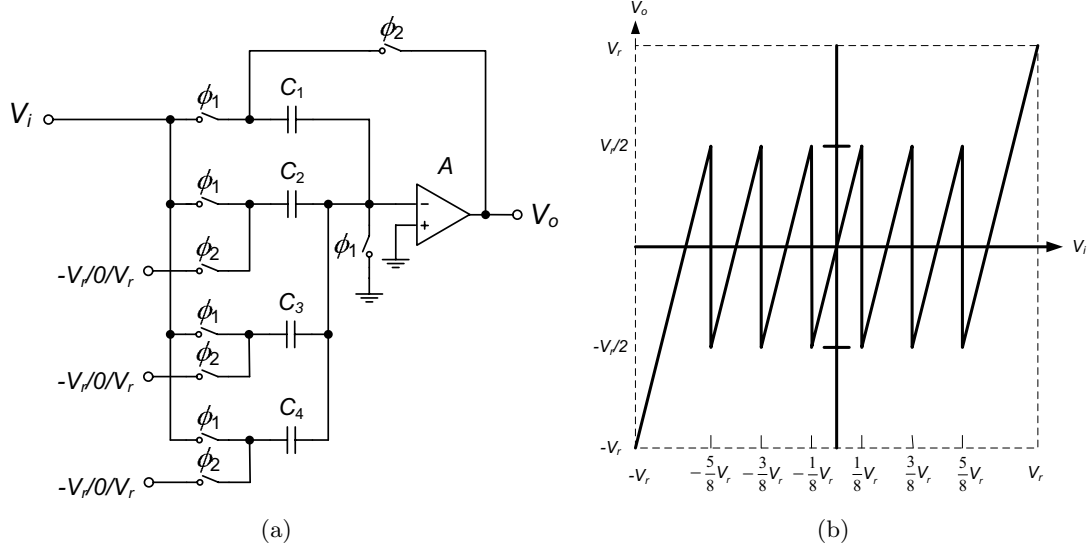 ϕ2
C1
ϕ1
Vi
A
C2
ϕ1
−
+
Vo
ϕ2
ϕ1
-Vr/0/Vr
C3
ϕ1
ϕ2
-Vr/0/Vr
C4
ϕ1
ϕ2
-Vr/0/Vr
(a)
Vo
Vr
Vr/2
Vi
-Vr/2
-Vr
-Vr −5/8Vr −3/8Vr −1/8Vr 1/8Vr 3/8Vr 5/8Vr Vr
(b)